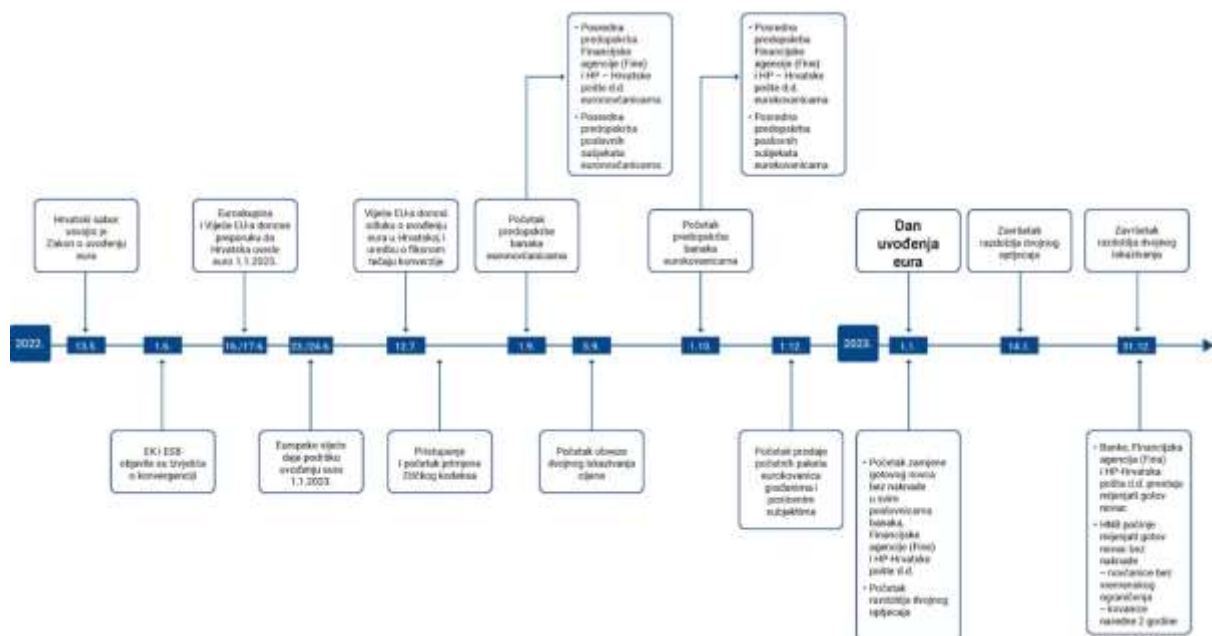 • Posredna
predopskrba
Financijske
agencije (Fine)
i HP – Hrvatske
pošte d.d.
euronovčanicama
• Posredna
predopskrba
poslovnih
subjekata
euronovčanicama
• Posredna
predopskrba
Financijske
agencije (Fine)
i HP – Hrvatske
pošte d.d.
eurokovanicama
• Posredna
predopskrba
poslovnih
subjekata
eurokovanicama
Hrvatski sabor
usvojio je
Zakon o uvođenju
eura
Euroskupina
i Vijeće EU-a donose
preporuku da
Hrvatska uvede
euro 1.1.2023.
Vijeće EU-a donosi
odluku o uvođenju
eura u Hrvatskoj, i
uredbu o fiksnom
tečaju konverzije
Početak
predopskrbe
banaka
euronovčanicama
Početak
predopskrbe
banaka
eurokovanicama
Dan
uvođenja
eura
Završetak
razdoblja dvojnog
optjecaja
Završetak
razdoblja dvojnog
iskazivanja
2022.
13.5.
1.6.
16./17.6.
23./24.6.
12.7.
1.9.
5.9.
1.10.
1.12.
2023.
1.1.
14.1.
31.12.
EK i ESB
objavile su izvješća
o konvergenciji
Europsko vijeće
daje podršku
uvođenju eura
1.1.2023.
Pristupanje
i početak primjene
Etičkog kodeksa
Početak obveze
dvojnog iskazivanja
cijena
Početak prodaje
početnih paketa
eurokovanica
građanima i
poslovnim
subjektima
• Početak zamjene
gotovog novca
bez naknade
u svim
poslovnicama
banaka,
Financijske
agencije (Fine)
i HP-Hrvatske
pošte d.d.
• Početak
razdoblja dvojnog
optjecaja
• Banke, Financijska
agencija (Fina)
i HP-Hrvatska
pošta d.d. prestaju
mijenjati gotov
novac
• HNB počinje
mijenjati gotov
novac bez
naknade
– novčanice bez
vremenskog
ograničenja
– kovanice
naredne 2 godine